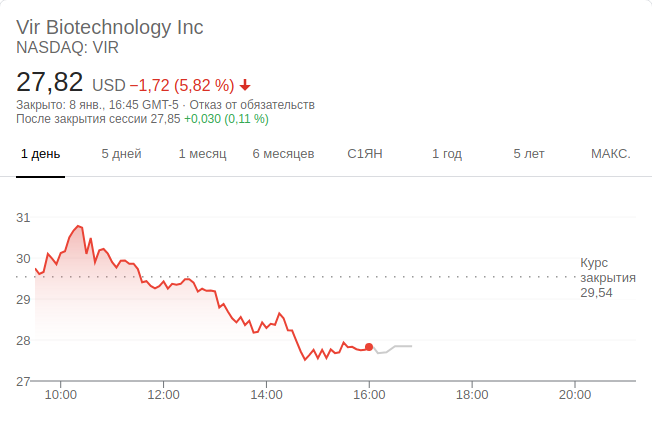 Vir Biotechnology Inc
NASDAQ: VIR
27,82 USD −1,72 (5,82 %)
Закрыто: 8 янв., 16:45 GMT-5 · Отказ от обязательств
После закрытия сессии 27,85 +0,030 (0,11 %)
1 день 5 дней 1 месяц 6 месяцев С1ЯН 1 год 5 лет МАКС.
31
30
Курс
закрытия
29,54
29
28
27
10:00 12:00 14:00 16:00 18:00 20:00